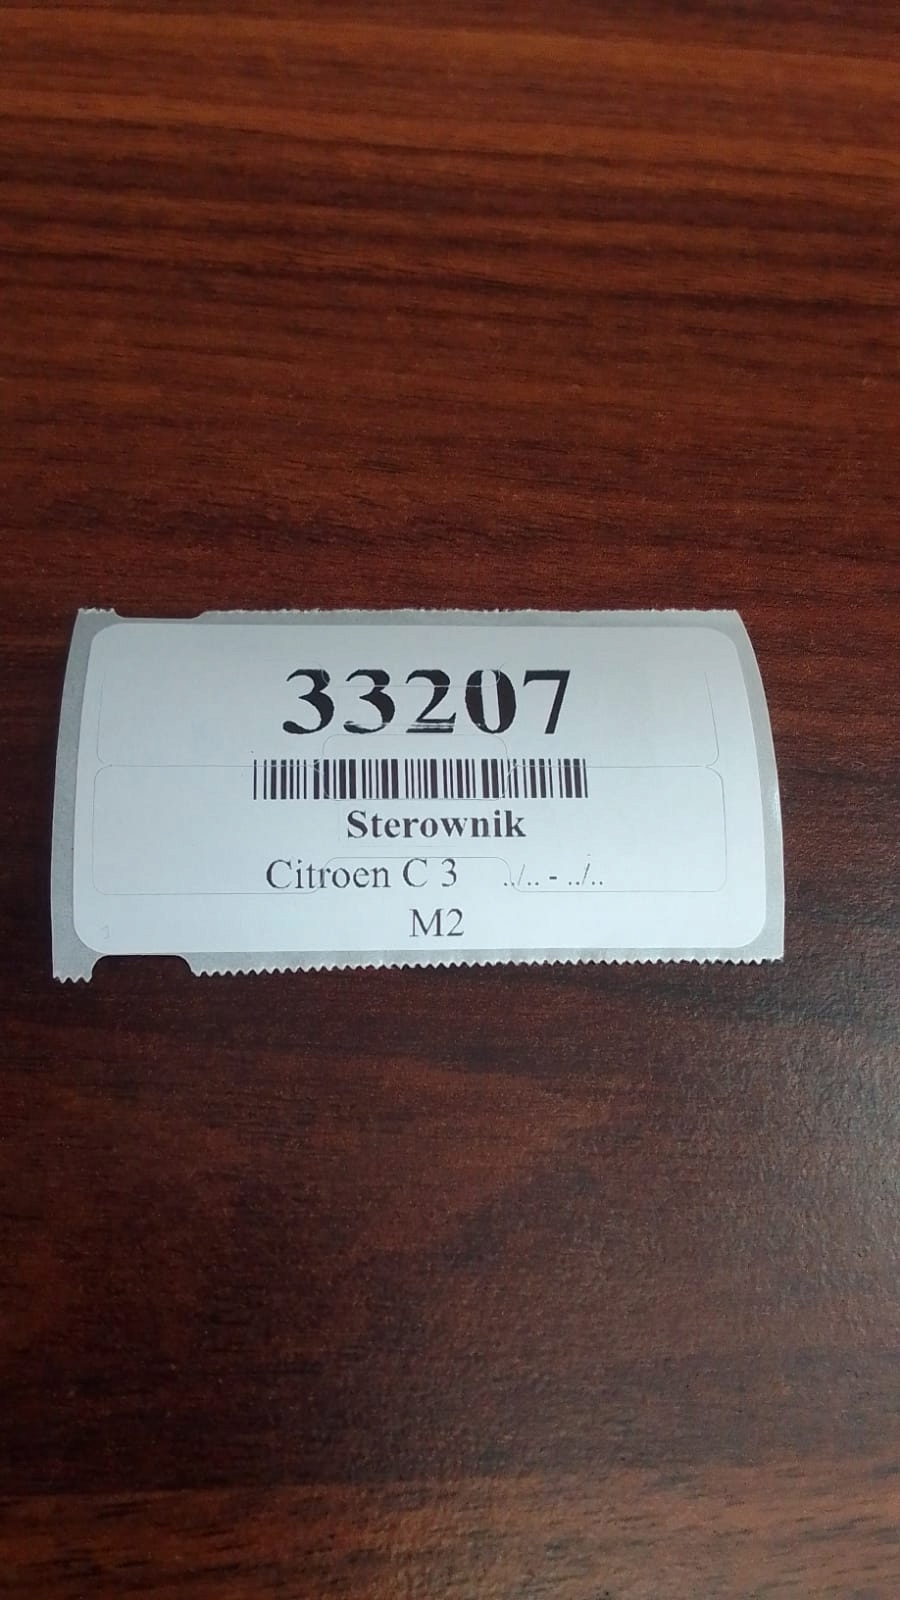 33207
Sterownik
Citroen C 3 ../.. - ../..
M2